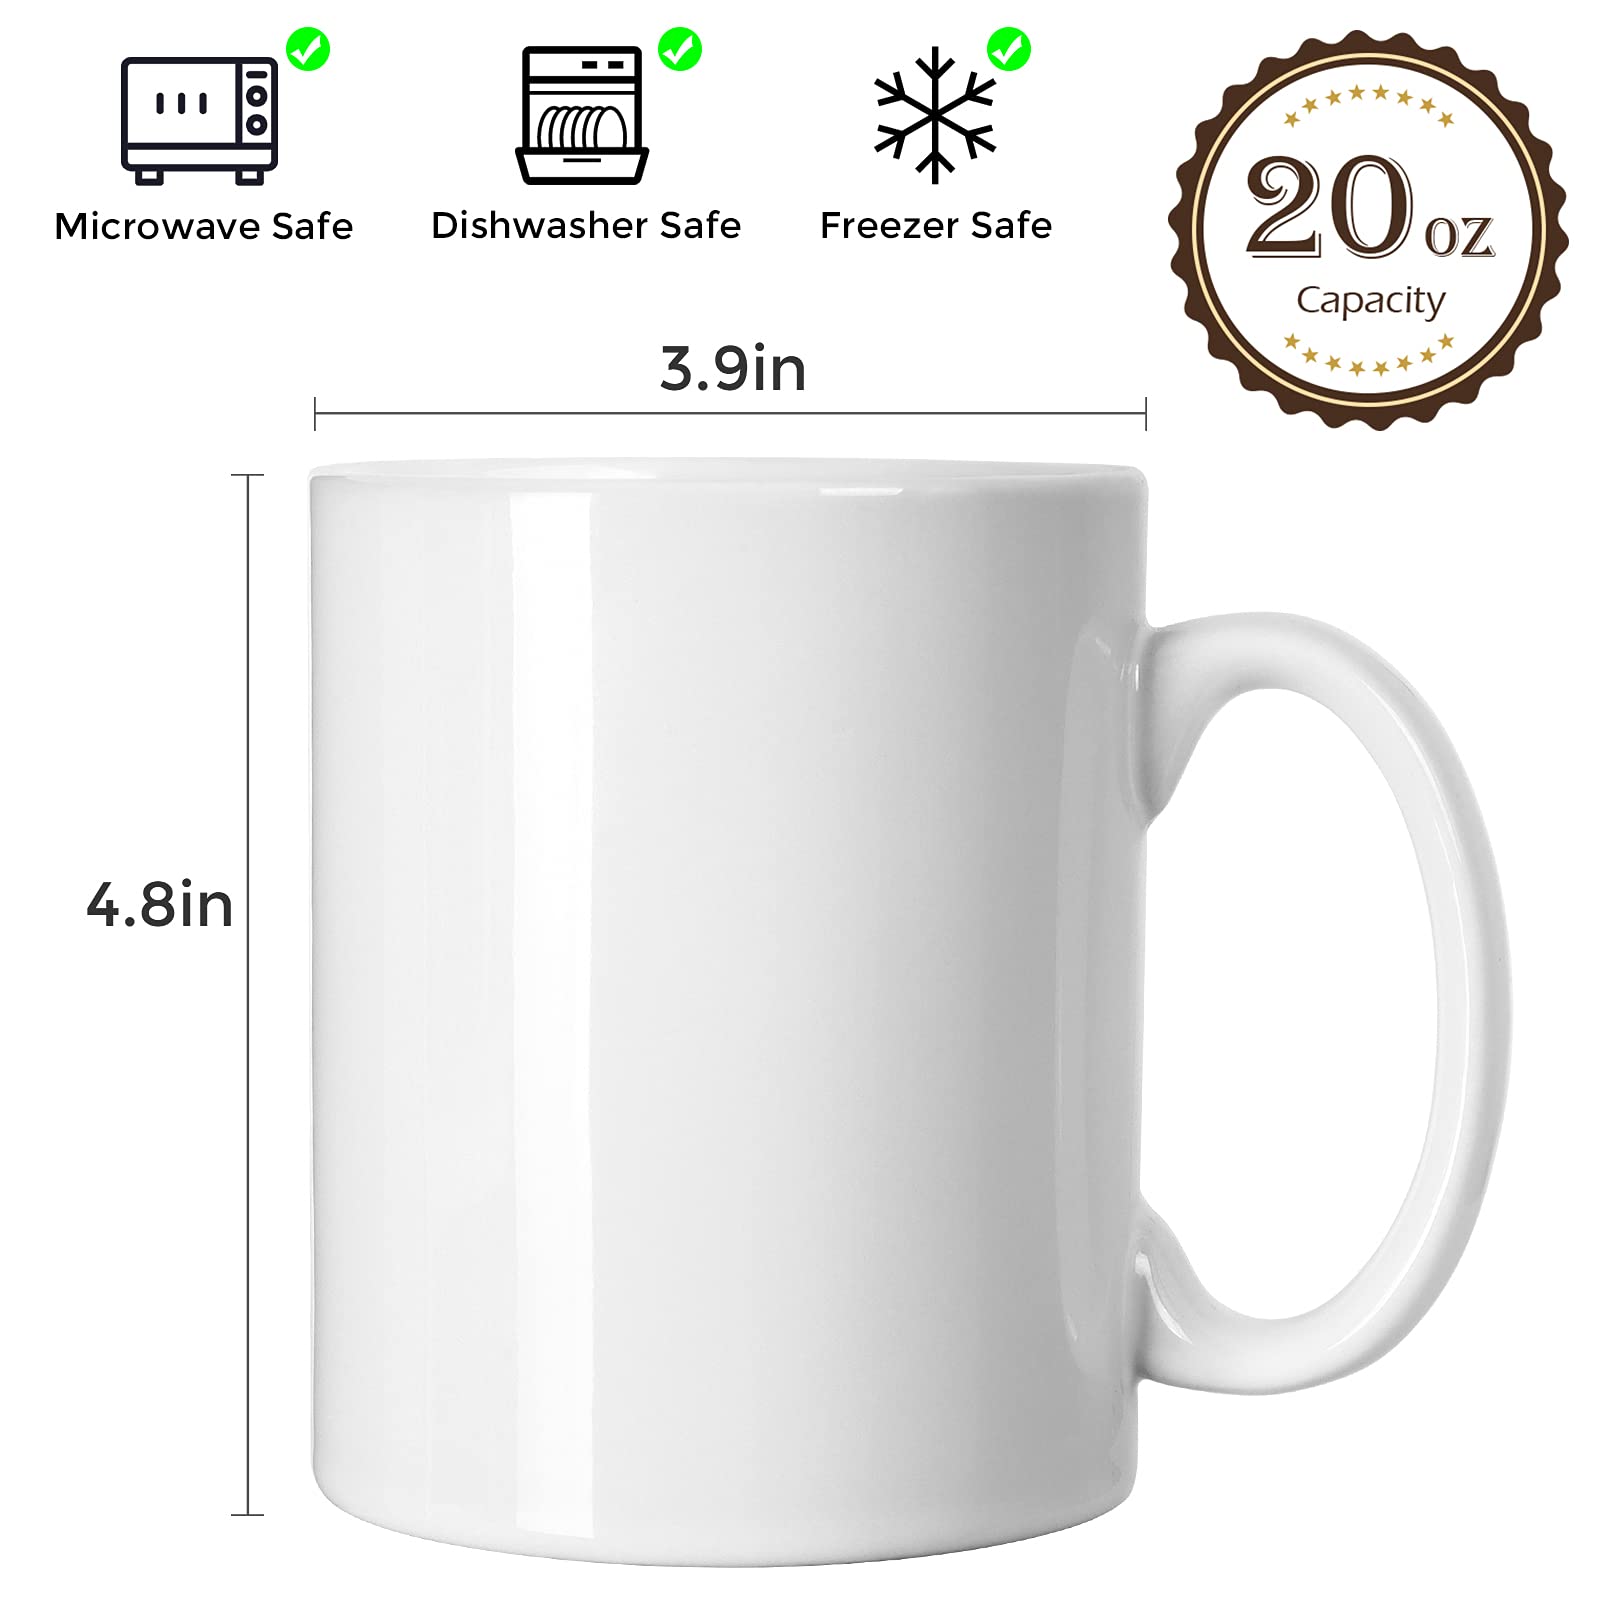 Microwave Safe
Dishwasher Safe
Freezer Safe
20 oz
Capacity
3.9in
4.8in